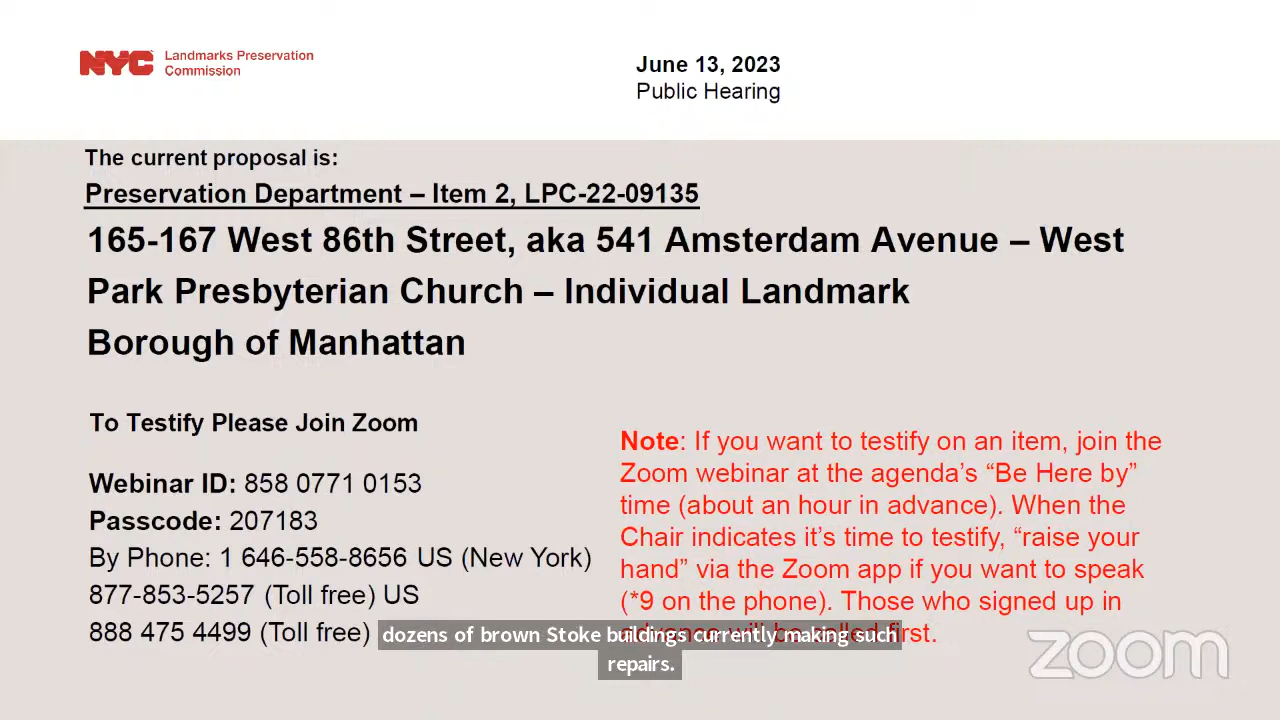 NYC Landmarks Preservation
Commission
June 13, 2023
Public Hearing
The current proposal is:
Preservation Department – Item 2, LPC-22-09135
165-167 West 86th Street, aka 541 Amsterdam Avenue – West
Park Presbyterian Church – Individual Landmark
Borough of Manhattan
To Testify Please Join Zoom
Webinar ID: 858 0771 0153
Passcode: 207183
By Phone: 1 646-558-8656 US (New York)
877-853-5257 (Toll free) US
888 475 4499 (Toll free)
Note: If you want to testify on an item, join the
Zoom webinar at the agenda’s “Be Here by”
time (about an hour in advance). When the
Chair indicates it’s time to testify, “raise your
hand” via the Zoom app if you want to speak
(*9 on the phone). Those who signed up in
first.
dozens of brown Stoke buildings currently making such
repairs.
zoom